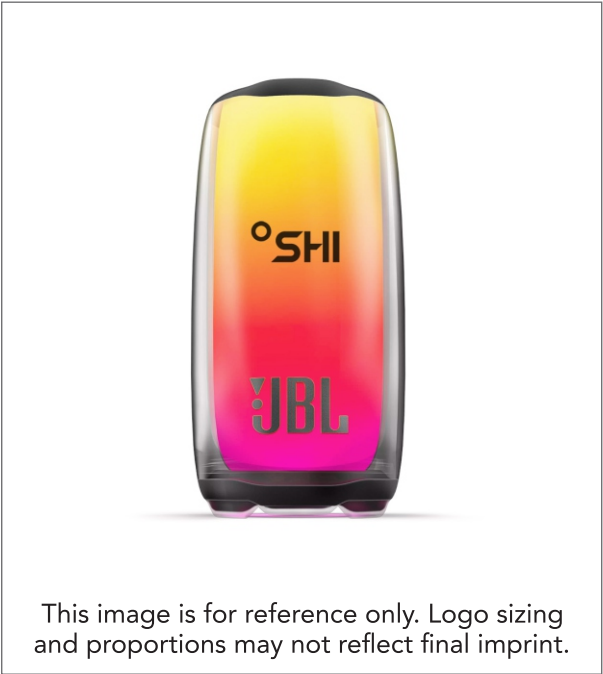 °SHI
JBL
This image is for reference only. Logo sizing
and proportions may not reflect final imprint.